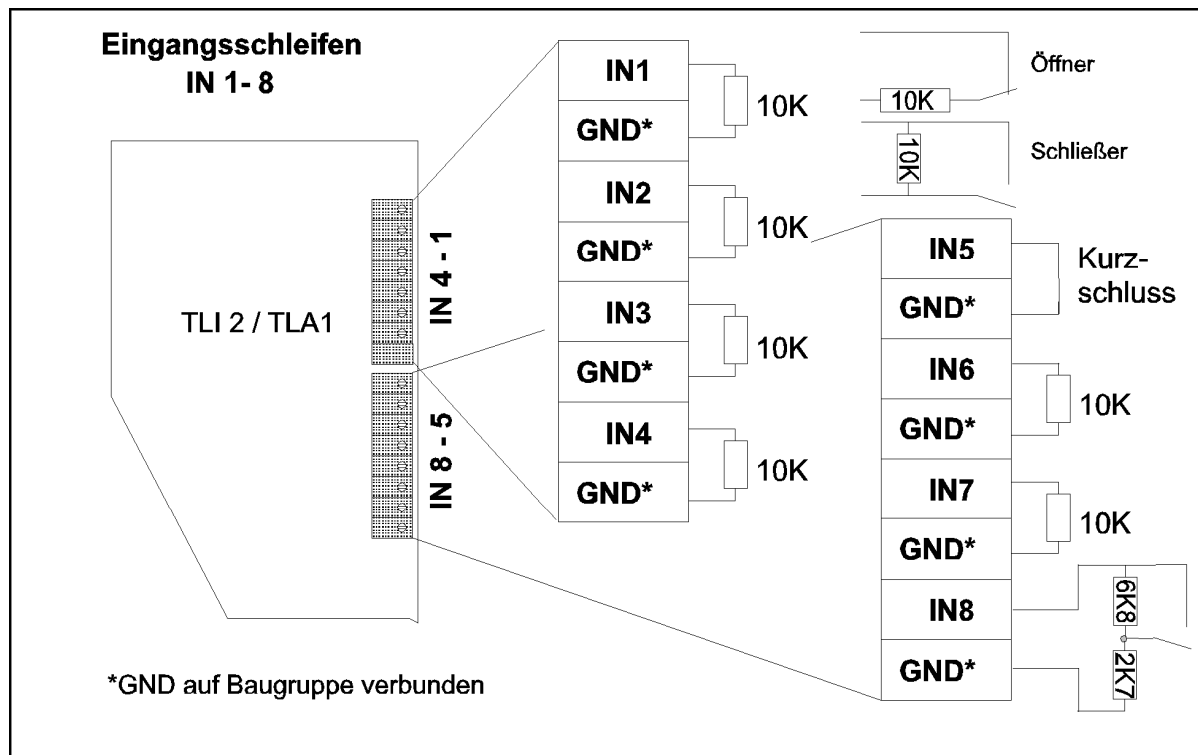 Eingangsschleifen
IN 1- 8
TLI 2 / TLA1
IN 4 - 1
IN 8 - 5
*GND auf Baugruppe verbunden
IN1
GND*
10K
IN2
GND*
10K
IN3
GND*
10K
IN4
GND*
10K
10K
Öffner
10K
Schließer
IN5
GND*
Kurz-
schluss
IN6
GND*
10K
IN7
GND*
10K
IN8
GND*
6K8
2K7